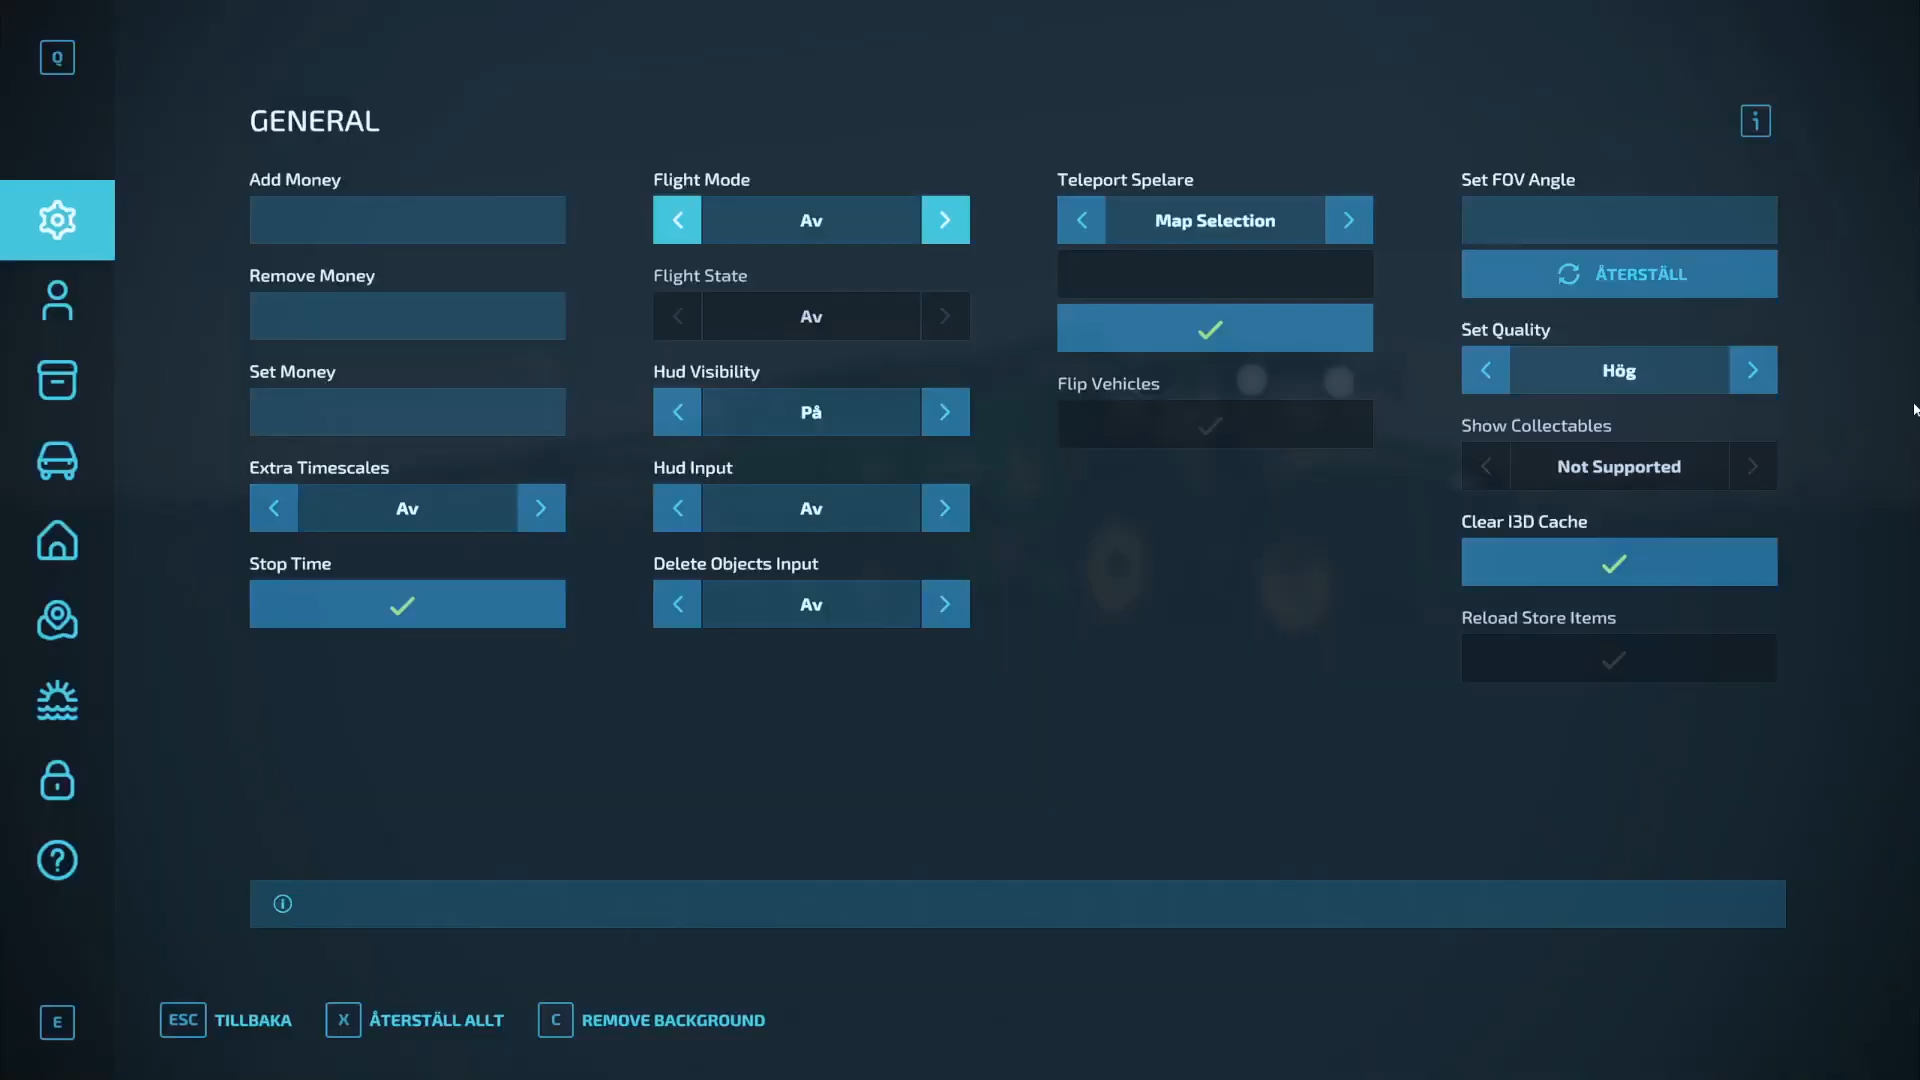 Q
GENERAL
Add Money
Remove Money
Set Money
Extra Timescales
Av
Stop Time
Flight Mode
Av
Flight State
Av
Hud Visibility
På
Hud Input
Av
Delete Objects Input
Av
Teleport Spelare
Map Selection
Flip Vehicles
Set FOV Angle
ÅTERSTÄLL
Set Quality
Hög
Show Collectables
Not Supported
Clear I3D Cache
Reload Store Items
E
ESC TILLBAKA X ÅTERSTÄLL ALLT C REMOVE BACKGROUND